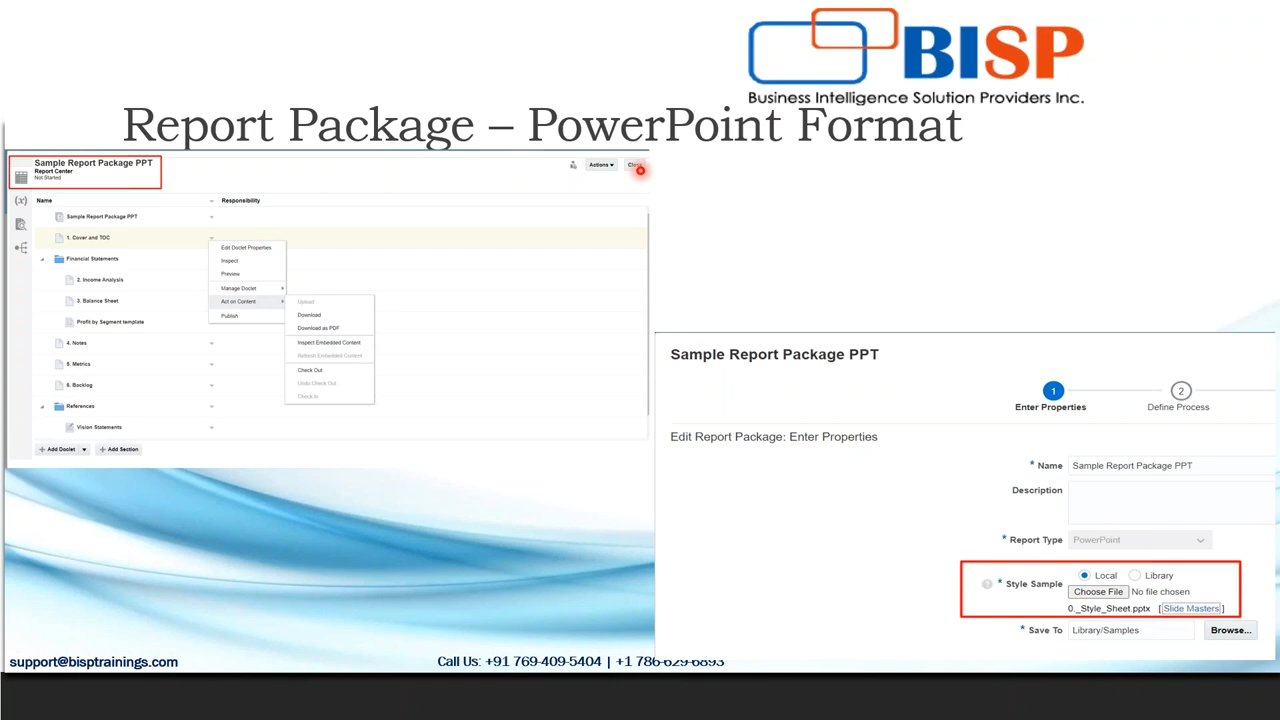 BISP
Business Intelligence Solution Providers Inc.
Report Package – PowerPoint Format
Sample Report Package PPT
Report Center
Not Started
Actions
(x)
Name
Responsibility
Sample Report Package PPT
1. Cover and TOC
Financial Statements
2. Income Analysis
3. Balance Sheet
Profit by Segment template
4. Notes
5. Metrics
6. Backlog
References
Vision Statements
+ Add Doclet
+ Add Section
Edit Doclet Properties
Inspect
Preview
Manage Doclet
Act on Content
Publish
Upload
Download
Download as PDF
Inspect Embedded Content
Refresh Embedded Content
Check Out
Undo Check Out
Check In
Sample Report Package PPT
1
2
Enter Properties
Define Process
Edit Report Package: Enter Properties
* Name
Sample Report Package PPT
Description
* Report Type
PowerPoint
? * Style Sample
Local
Library
Choose File No file chosen
0._Style_Sheet.pptx [ Slide Masters ]
* Save To
Library/Samples
Browse...
support@bisptrainings.com
Call Us: +91 769-409-5404 | +1 786-629-6893